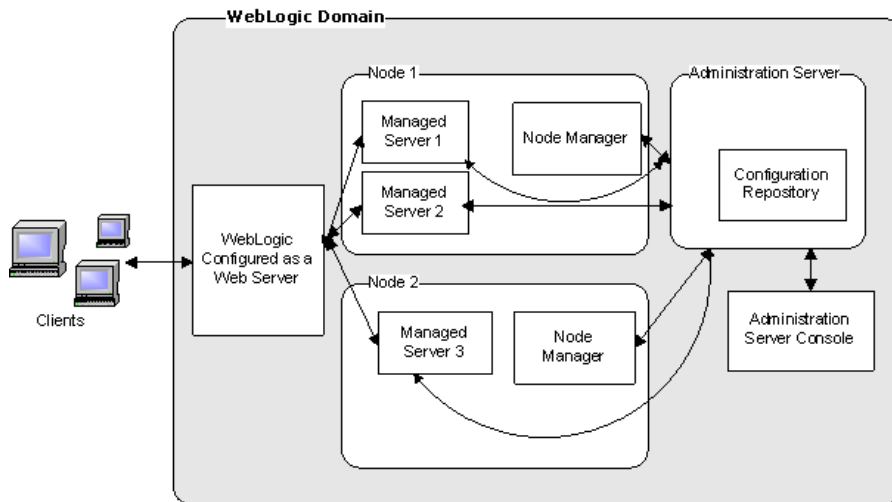 WebLogic Domain
Node 1
Managed
Server 1
Node Manager
Managed
Server 2
Administration Server
Configuration
Repository
WebLogic
Configured as a
Web Server
Clients
Node 2
Managed
Server 3
Node
Manager
Administration
Server Console